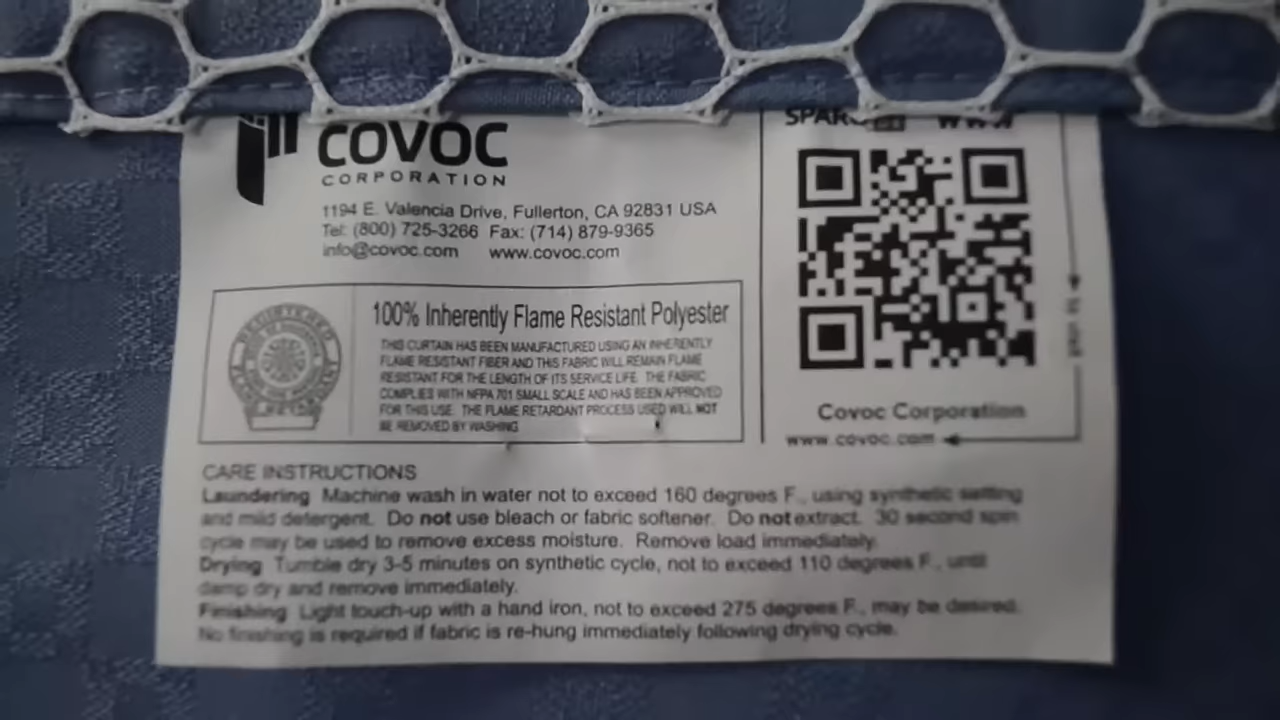 COVOC
CORPORATION
1194 E. Valencia Drive, Fullerton, CA 92831 USA
Tel: (800) 725-3266 Fax: (714) 879-9365
info@covoc.com www.covoc.com
100% Inherently Flame Resistant Polyester
THIS CURTAIN HAS BEEN MANUFACTURED USING AN INHERENTLY
FLAME RESISTANT FIBER AND THIS FABRIC WILL REMAIN FLAME
RESISTANT FOR THE LENGTH OF ITS SERVICE LIFE. THE FABRIC
COMPLIES WITH NFPA 701 SMALL SCALE AND HAS BEEN APPROVED
FOR THIS USE. THE FLAME RETARDANT PROCESS USED WILL NOT
BE REMOVED BY WASHING
REGISTERED
Covoc Corporation
www.covoc.com
CARE INSTRUCTIONS
Laundering Machine wash in water not to exceed 160 degrees F., using synthetic setting
and mild detergent. Do not use bleach or fabric softener. Do not extract. 30 second spin
cycle may be used to remove excess moisture. Remove load immediately.
Drying Tumble dry 3-5 minutes on synthetic cycle, not to exceed 110 degrees F., until
damp dry and remove immediately.
Finishing Light touch-up with a hand iron, not to exceed 275 degrees F., may be desired.
No finishing is required if fabric is re-hung immediately following drying cycle.